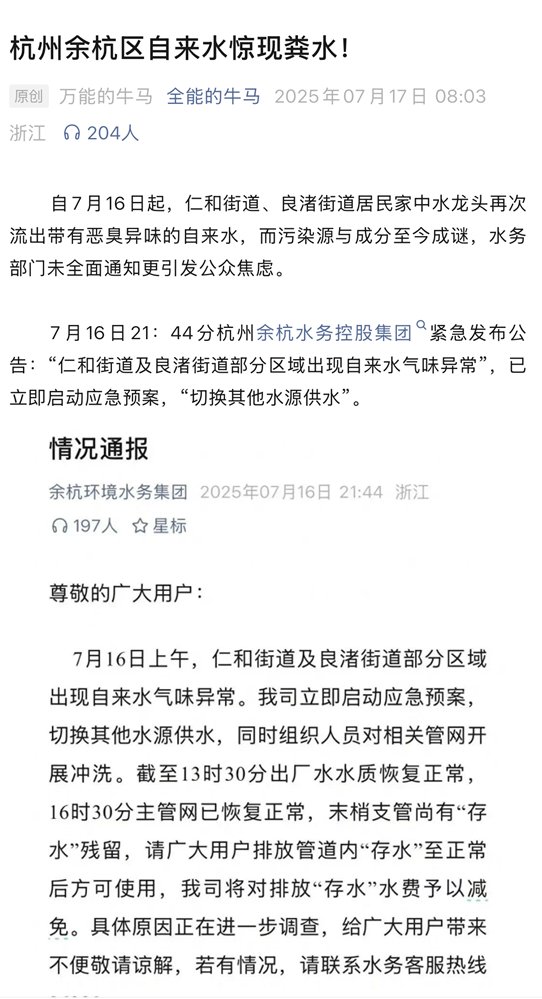 杭州余杭区自来水惊现粪水！
原创 万能的牛马 全能的牛马 2025年07月17日 08:03
浙江 204人
自7月16日起，仁和街道、良渚街道居民家中水龙头再次
流出带有恶臭异味的自来水，而污染源与成分至今成谜，水务
部门未全面通知更引发公众焦虑。
7月16日21：44分杭州余杭水务控股集团紧急发布公
告：“仁和街道及良渚街道部分区域出现自来水气味异常”，已
立即启动应急预案，“切换其他水源供水”。
情况通报
余杭环境水务集团 2025年07月16日 21:44 浙江
197人 星标
尊敬的广大用户：
7月16日上午，仁和街道及良渚街道部分区域
出现自来水气味异常。我司立即启动应急预案，
切换其他水源供水，同时组织人员对相关管网开
展冲洗。截至13时30分出厂水水质恢复正常，
16时30分主管网已恢复正常，末梢支管尚有“存
水”残留，请广大用户排放管道内“存水”至正常
后方可使用，我司将对排放“存水”水费予以减
免。具体原因正在进一步调查，给广大用户带来
不便敬请谅解，若有情况，请联系水务客服热线